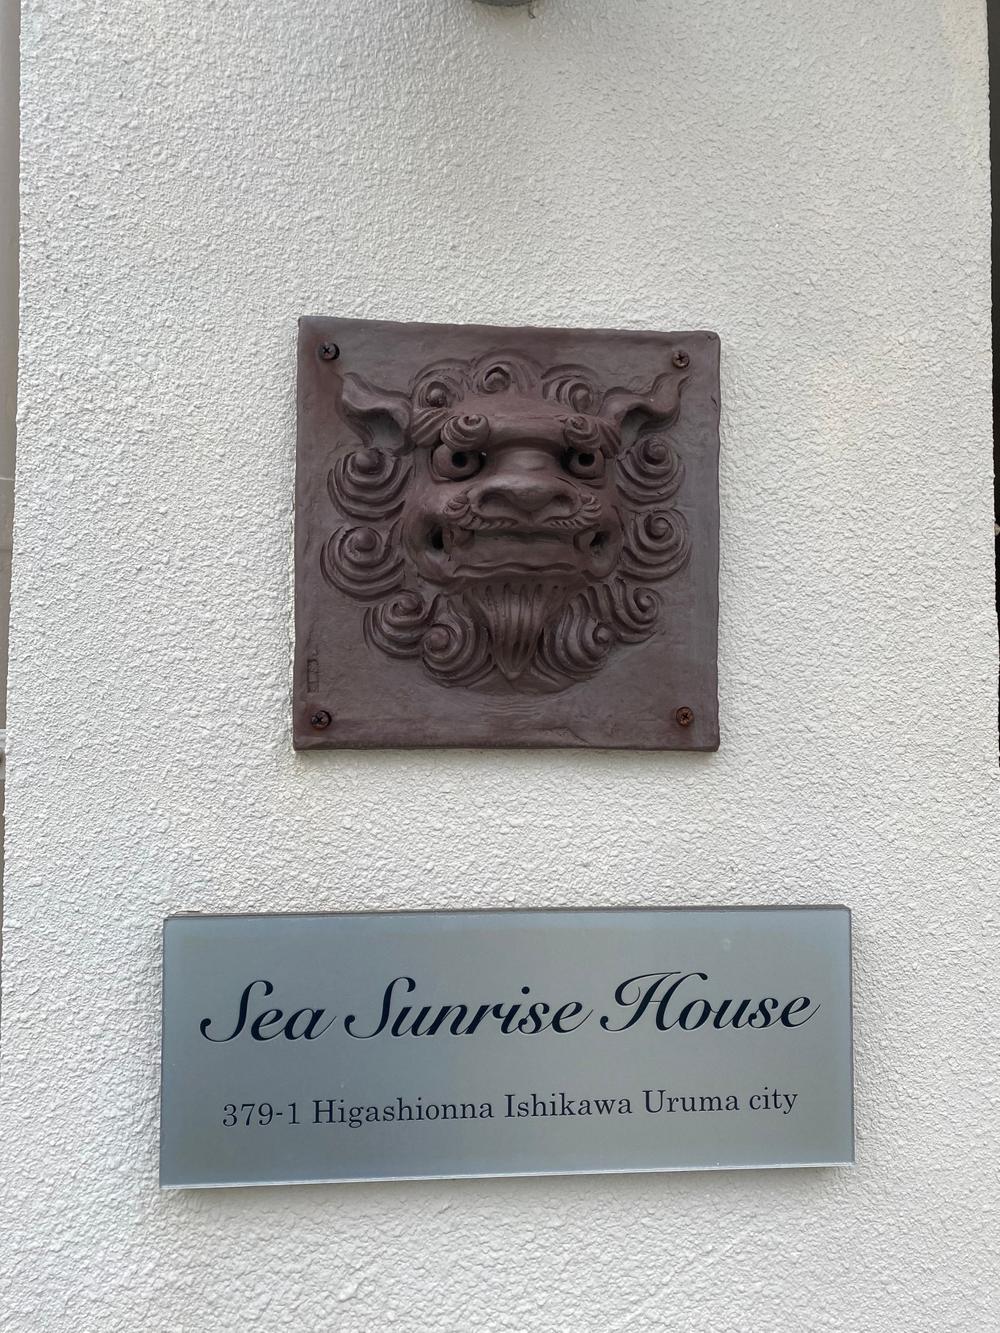 Sea Sunrise House
379-1 Higashionna Ishikawa Uruma city